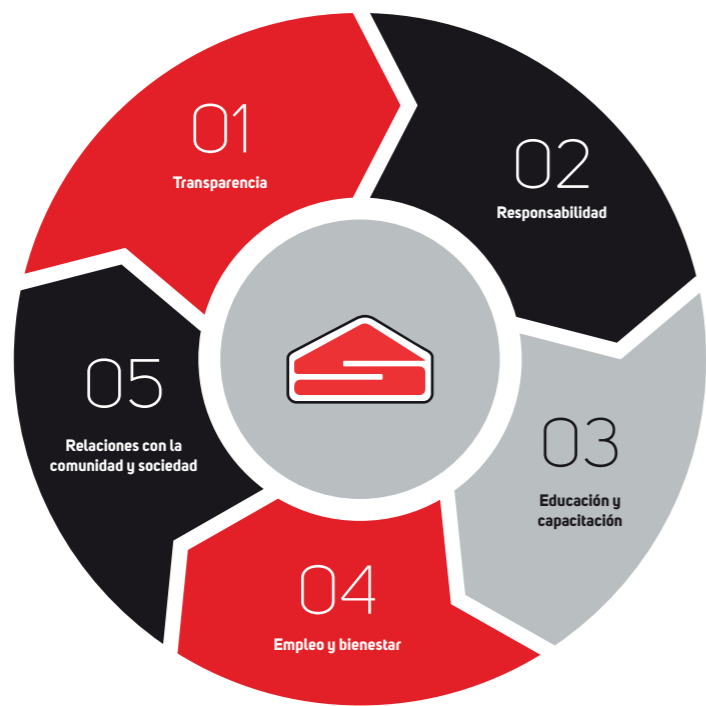 01
Transparencia
02
Responsabilidad
03
Educación y
capacitación
04
Empleo y bienestar
05
Relaciones con la
comunidad y sociedad